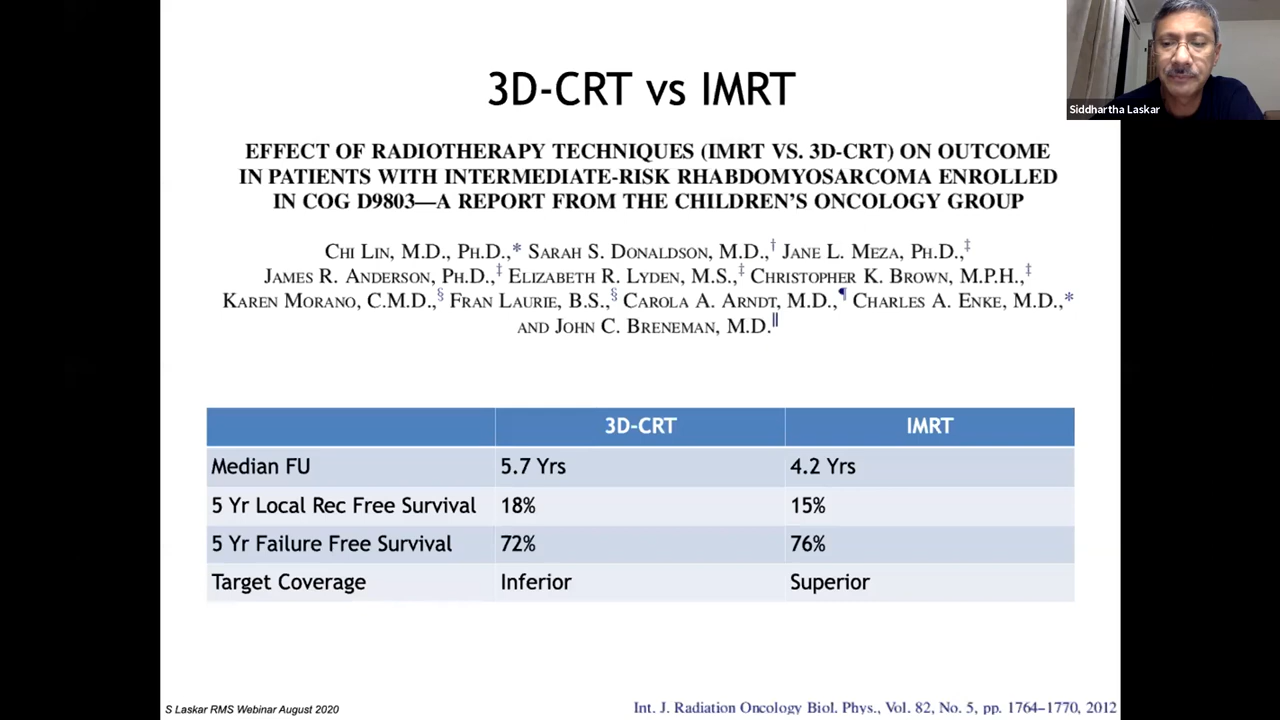 Siddhartha Laskar
3D-CRT vs IMRT
EFFECT OF RADIOTHERAPY TECHNIQUES (IMRT VS. 3D-CRT) ON OUTCOME
IN PATIENTS WITH INTERMEDIATE-RISK RHABDOMYOSARCOMA ENROLLED
IN COG D9803—A REPORT FROM THE CHILDREN'S ONCOLOGY GROUP
CHI LIN, M.D., PH.D.,* SARAH S. DONALDSON, M.D.,† JANE L. MEZA, PH.D.,‡
JAMES R. ANDERSON, PH.D.,‡ ELIZABETH R. LYDEN, M.S.,‡ CHRISTOPHER K. BROWN, M.P.H.,‡
KAREN MORANO, C.M.D.,§ FRAN LAURIE, B.S.,§ CAROLA A. ARNDT, M.D.,¶ CHARLES A. ENKE, M.D.,*
AND JOHN C. BRENEMAN, M.D.‖
3D-CRT IMRT
Median FU 5.7 Yrs 4.2 Yrs
5 Yr Local Rec Free Survival 18% 15%
5 Yr Failure Free Survival 72% 76%
Target Coverage Inferior Superior
S Laskar RMS Webinar August 2020
Int. J. Radiation Oncology Biol. Phys., Vol. 82, No. 5, pp. 1764–1770, 2012